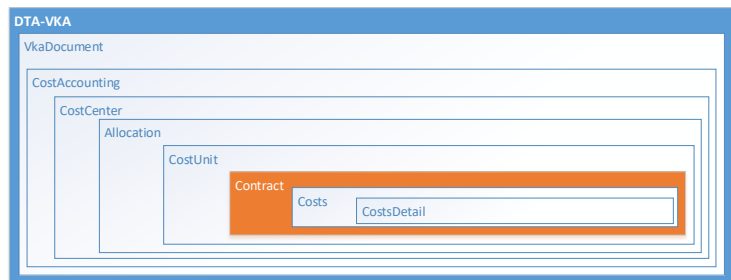 DTA-VKA
VkaDocument
CostAccounting
CostCenter
Allocation
CostUnit
Contract
Costs
CostsDetail